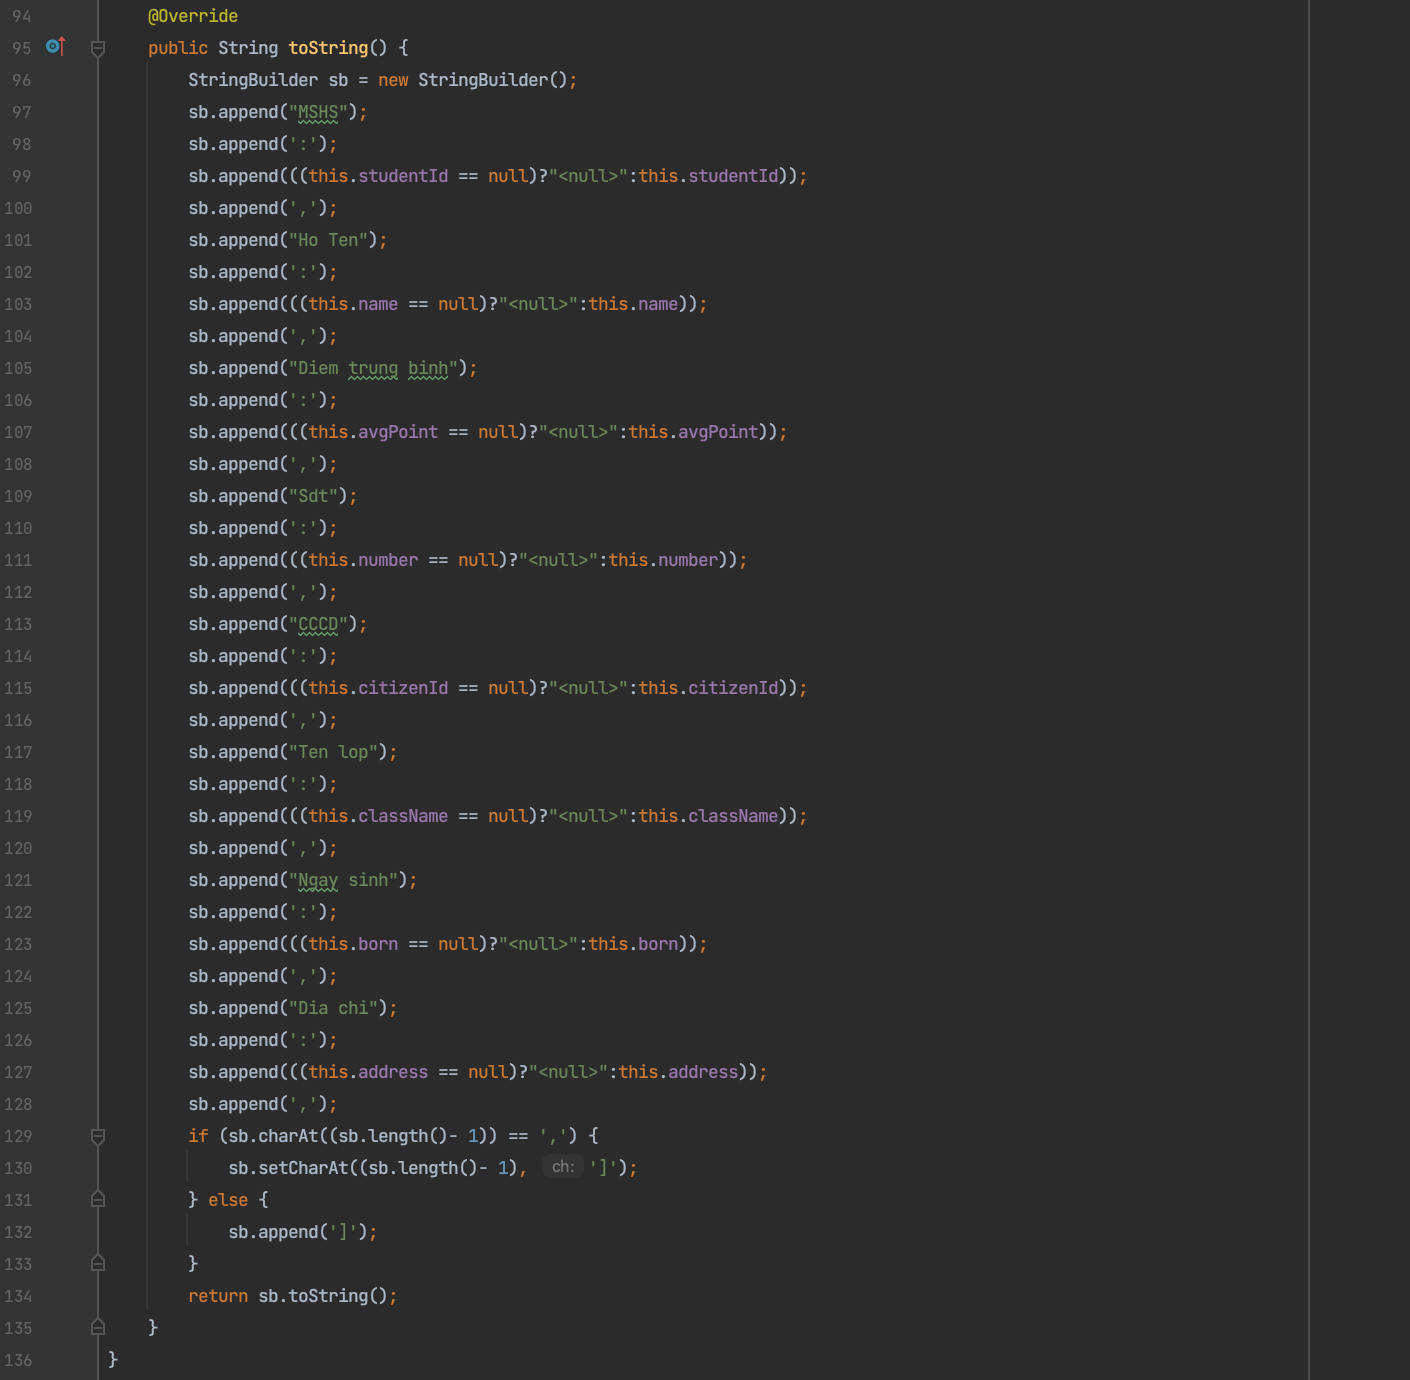 94 @Override
95 public String toString() {
96 StringBuilder sb = new StringBuilder();
97 sb.append("MSHS");
98 sb.append(':');
99 sb.append(((this.studentId == null)?"<null>":this.studentId));
100 sb.append(',');
101 sb.append("Ho Ten");
102 sb.append(':');
103 sb.append(((this.name == null)?"<null>":this.name));
104 sb.append(',');
105 sb.append("Diem trung binh");
106 sb.append(':');
107 sb.append(((this.avgPoint == null)?"<null>":this.avgPoint));
108 sb.append(',');
109 sb.append("Sdt");
110 sb.append(':');
111 sb.append(((this.number == null)?"<null>":this.number));
112 sb.append(',');
113 sb.append("CCCD");
114 sb.append(':');
115 sb.append(((this.citizenId == null)?"<null>":this.citizenId));
116 sb.append(',');
117 sb.append("Ten lop");
118 sb.append(':');
119 sb.append(((this.className == null)?"<null>":this.className));
120 sb.append(',');
121 sb.append("Ngay sinh");
122 sb.append(':');
123 sb.append(((this.born == null)?"<null>":this.born));
124 sb.append(',');
125 sb.append("Dia chi");
126 sb.append(':');
127 sb.append(((this.address == null)?"<null>":this.address));
128 sb.append(',');
129 if (sb.charAt((sb.length()- 1)) == ',') {
130 sb.setCharAt((sb.length()- 1), ch: ']');
131 } else {
132 sb.append(']');
133 }
134 return sb.toString();
135 }
136 }